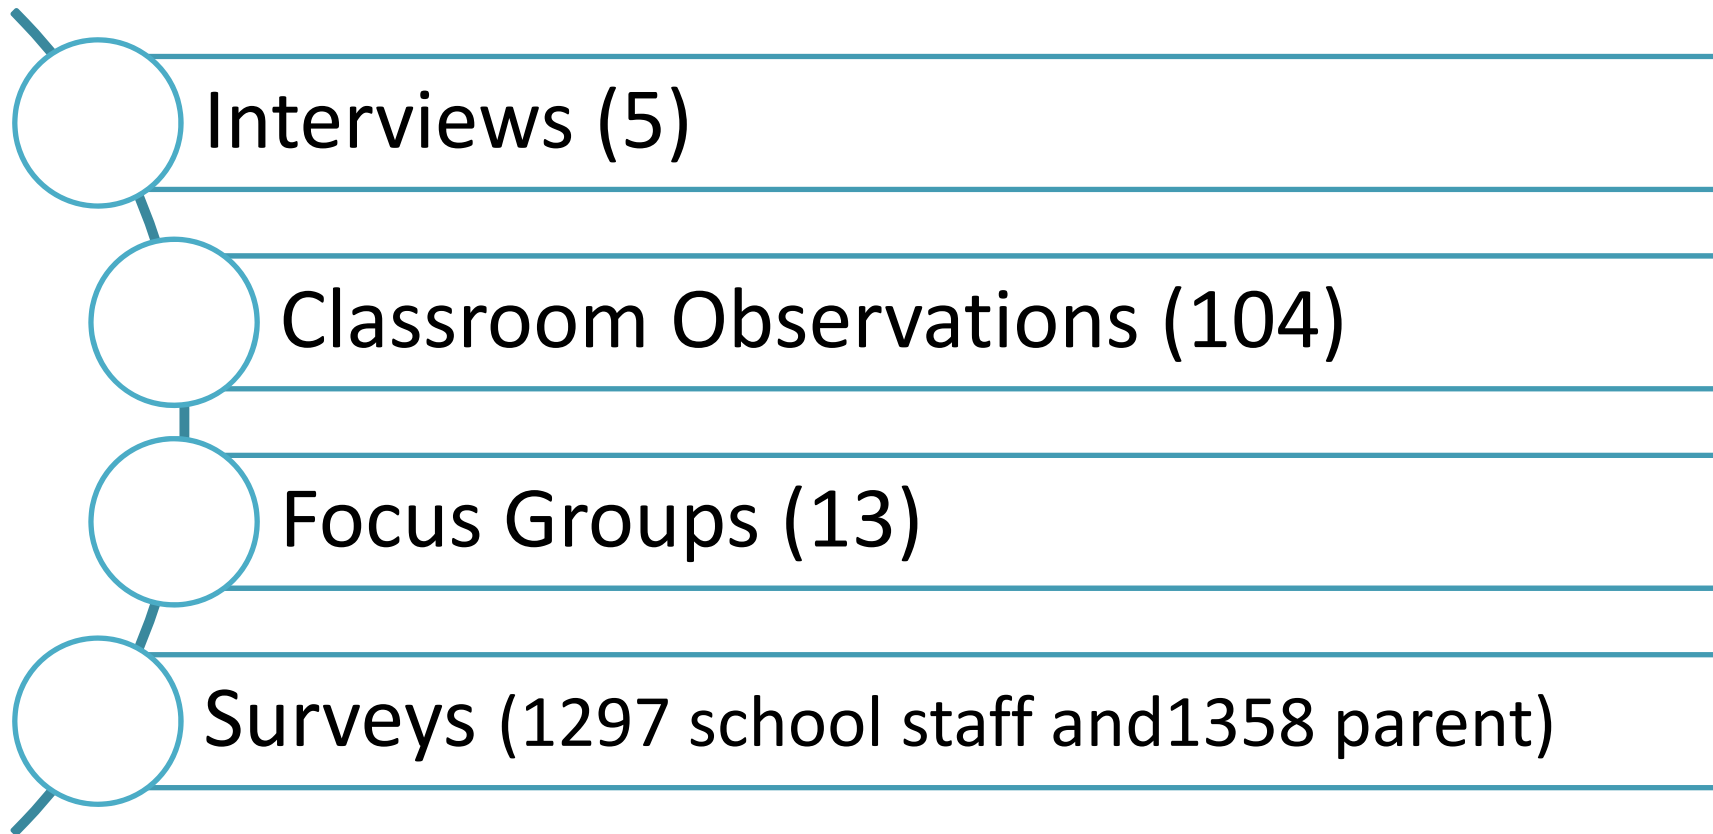 Interviews (5)
Classroom Observations (104)
Focus Groups (13)
Surveys (1297 school staff and1358 parent)